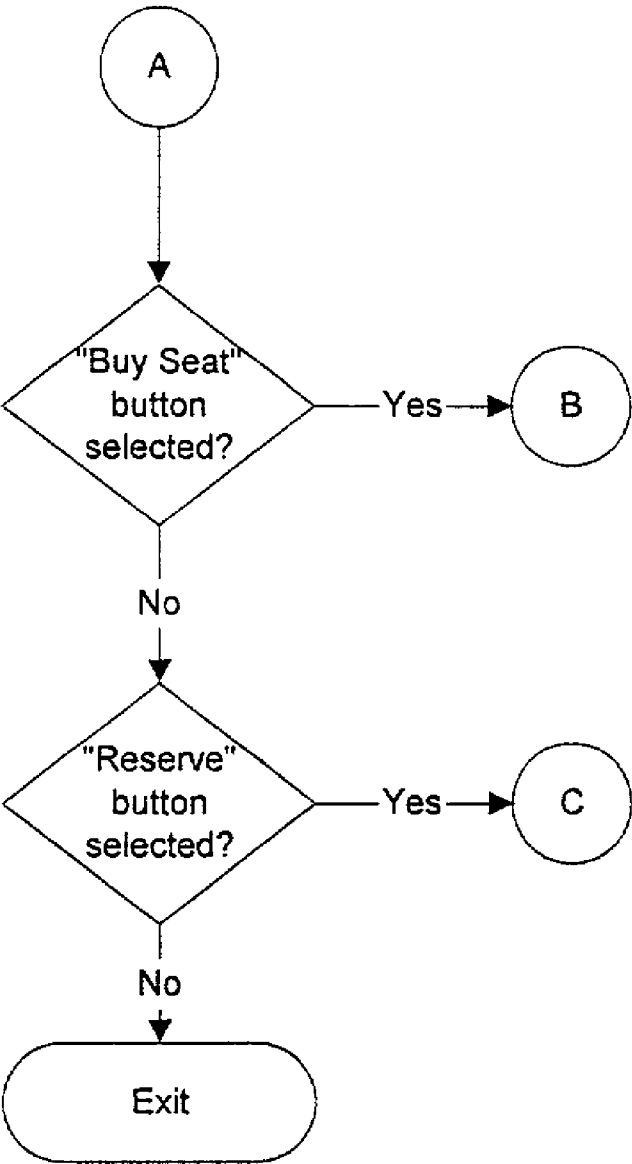 A
"Buy Seat"
button
selected?
Yes
B
No
"Reserve"
button
selected?
Yes
C
No
Exit